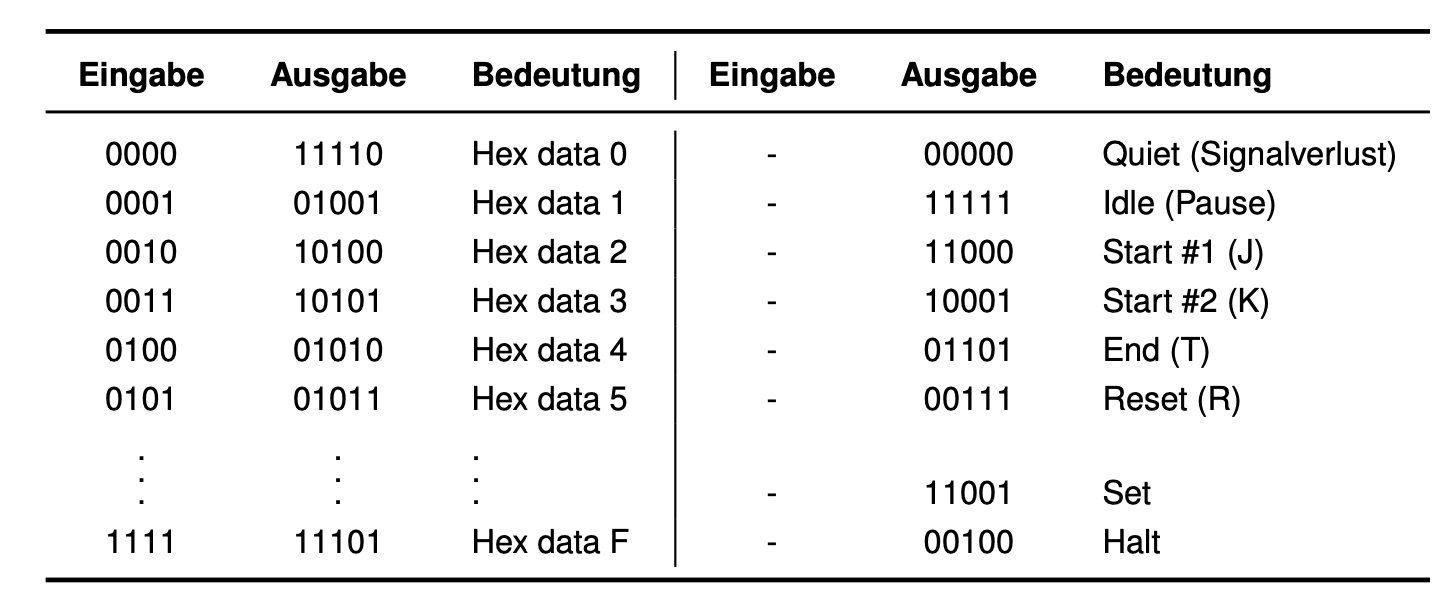 Eingabe Ausgabe Bedeutung Eingabe Ausgabe Bedeutung
0000 11110 Hex data 0 - 00000 Quiet (Signalverlust)
0001 01001 Hex data 1 - 11111 Idle (Pause)
0010 10100 Hex data 2 - 11000 Start #1 (J)
0011 10101 Hex data 3 - 10001 Start #2 (K)
0100 01010 Hex data 4 - 01101 End (T)
0101 01011 Hex data 5 - 00111 Reset (R)
⋮ ⋮ ⋮ - 11001 Set
1111 11101 Hex data F - 00100 Halt